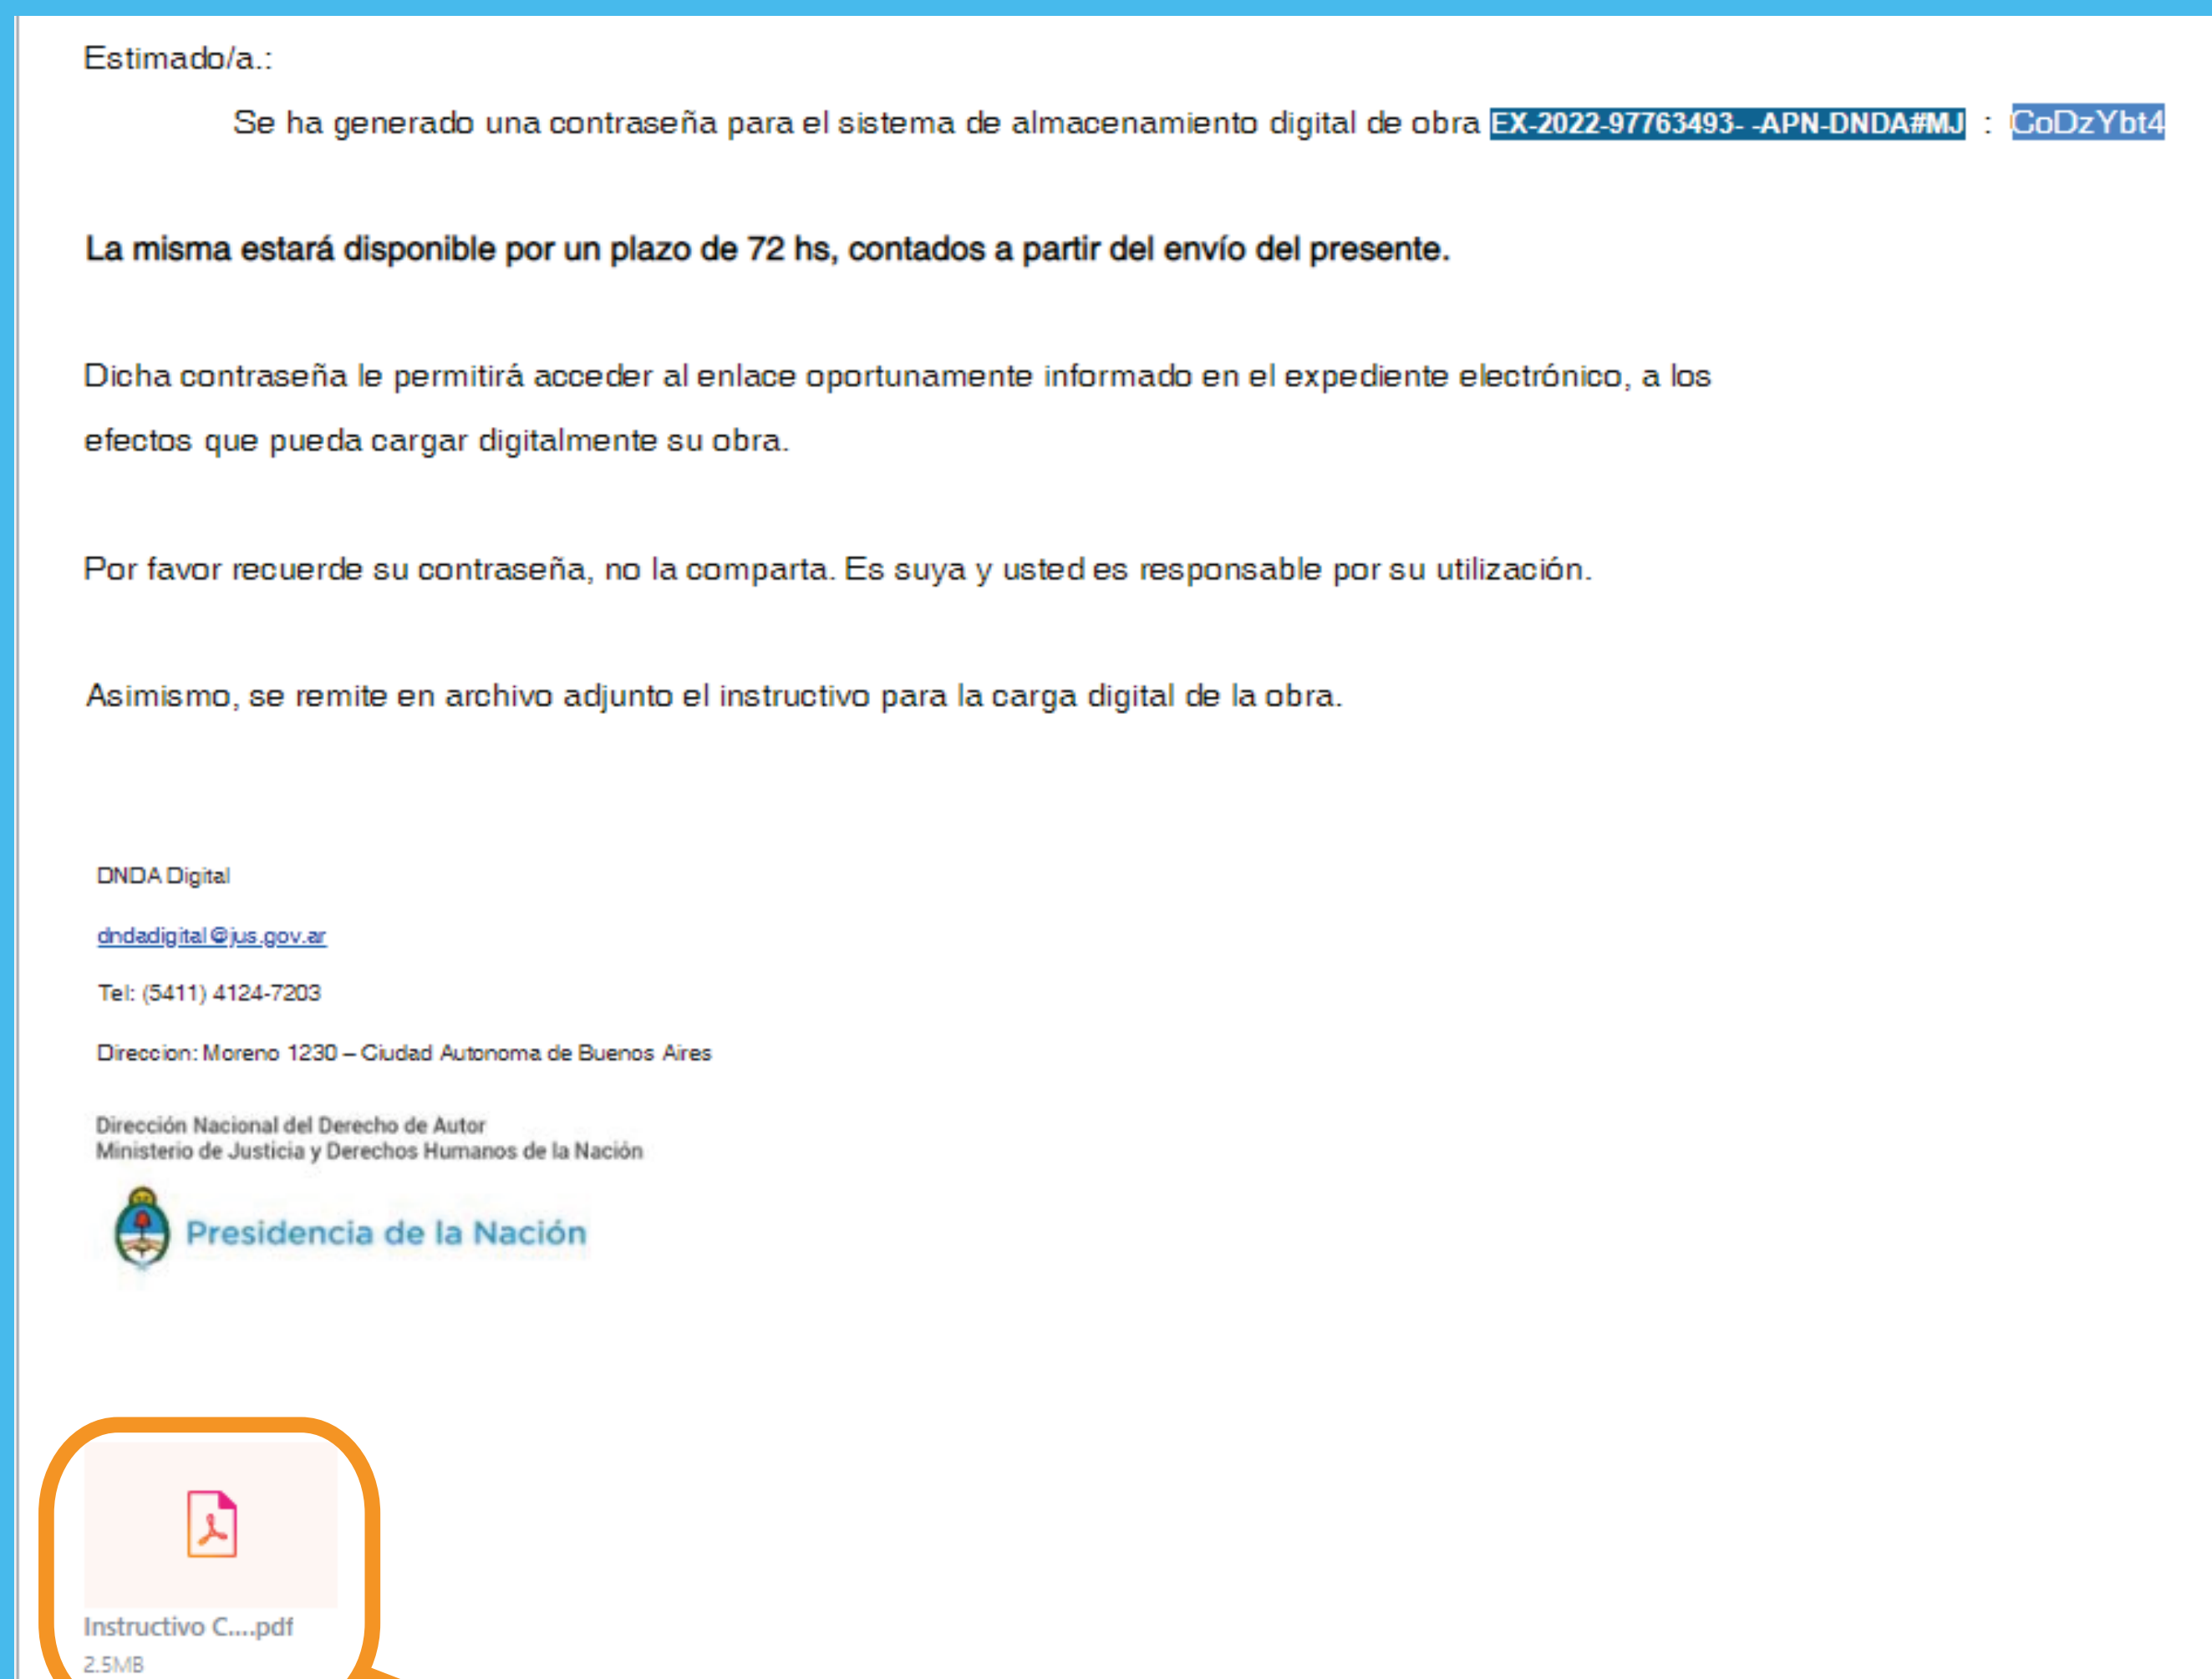 Estimado/a.:
Se ha generado una contraseña para el sistema de almacenamiento digital de obra EX-2022-97763493- -APN-DNDA#MJ : CoDzYbt4
La misma estará disponible por un plazo de 72 hs, contados a partir del envío del presente.
Dicha contraseña le permitirá acceder al enlace oportunamente informado en el expediente electrónico, a los
efectos que pueda cargar digitalmente su obra.
Por favor recuerde su contraseña, no la comparta. Es suya y usted es responsable por su utilización.
Asimismo, se remite en archivo adjunto el instructivo para la carga digital de la obra.
DNDA Digital
dndadigital@jus.gov.ar
Tel: (5411) 4124-7203
Direccion: Moreno 1230 – Ciudad Autonoma de Buenos Aires
Dirección Nacional del Derecho de Autor
Ministerio de Justicia y Derechos Humanos de la Nación
Presidencia de la Nación
Instructivo C....pdf
2.5MB